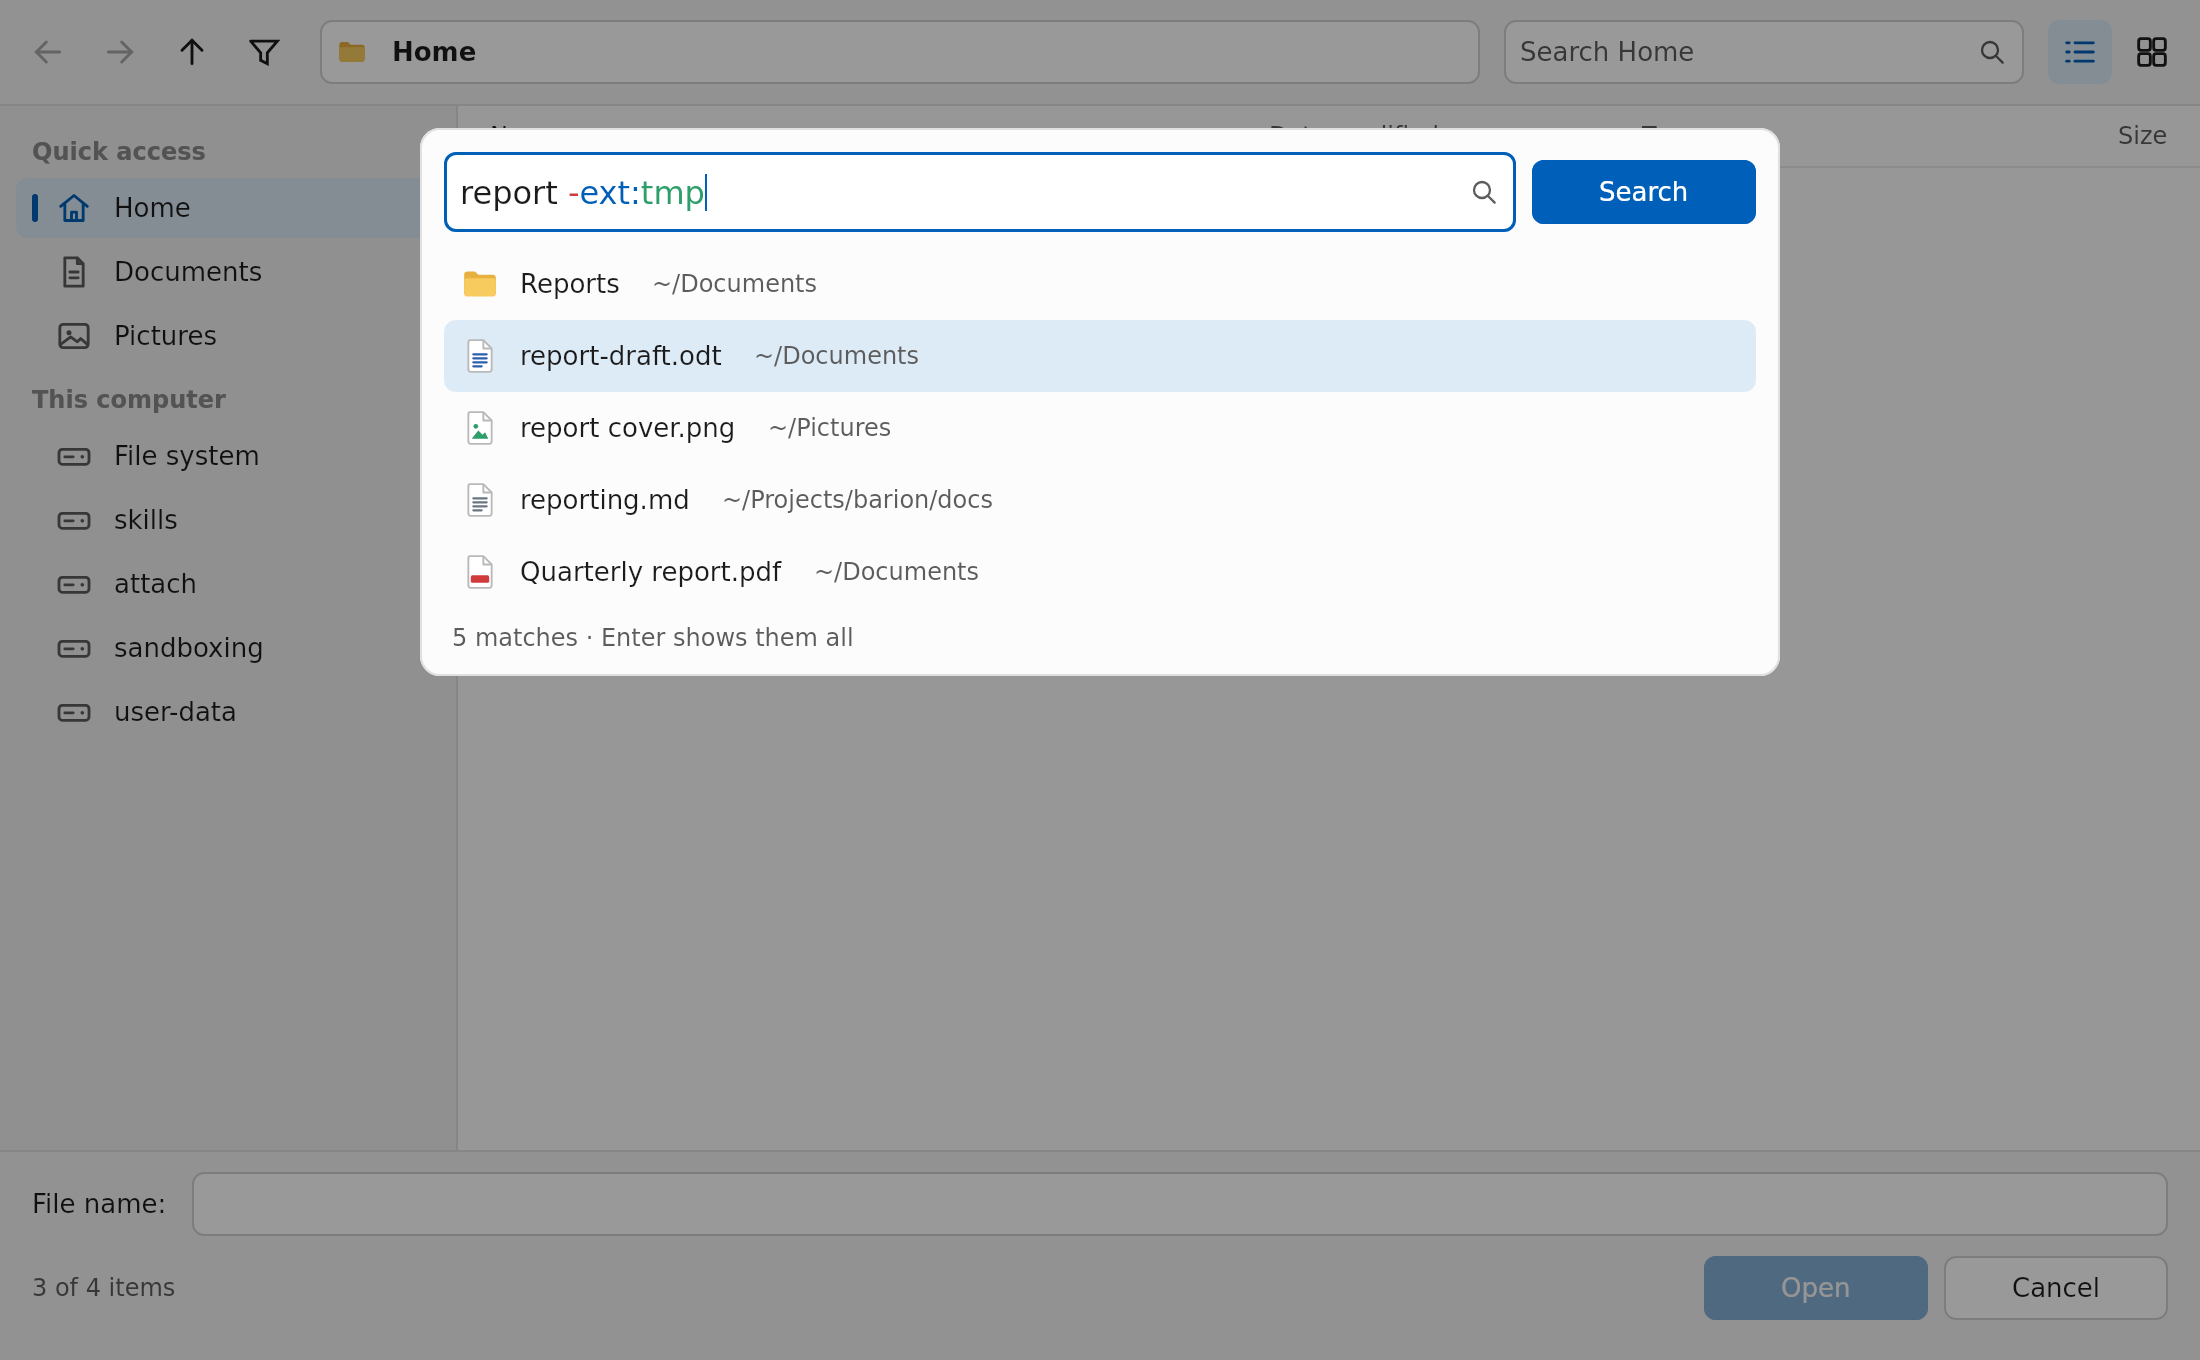 Home
Search Home
Quick access
Size
report -ext:tmp
Search
Home
Reports ~/Documents
Documents
Pictures
report-draft.odt ~/Documents
This computer
report cover.png ~/Pictures
File system
reporting.md ~/Projects/barion/docs
skills
Quarterly report.pdf ~/Documents
attach
5 matches · Enter shows them all
sandboxing
user-data
File name:
3 of 4 items
Open
Cancel